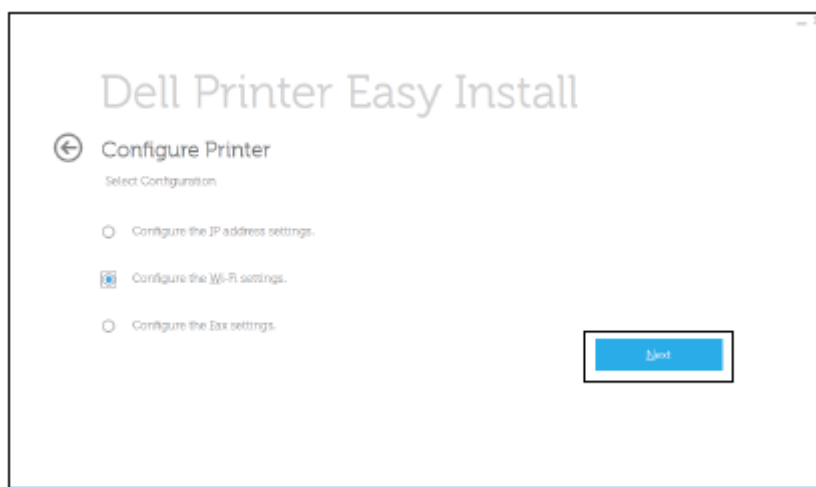 Dell Printer Easy Install
Configure Printer
Select Configuration
Configure the IP address settings.
Configure the Wi-Fi settings.
Configure the Fax settings.
Next